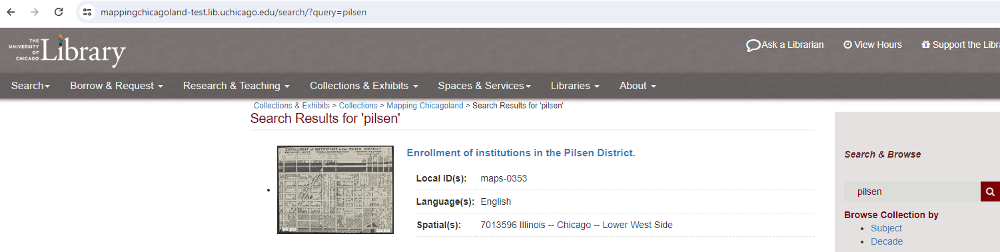 mappingchicagoland-test.lib.uchicago.edu/search/?query=pilsen
THE UNIVERSITY OF CHICAGO Library
Ask a Librarian View Hours Support the Libra
Search Borrow & Request Research & Teaching Collections & Exhibits Spaces & Services Libraries About
Collections & Exhibits > Collections > Mapping Chicagoland > Search Results for 'pilsen'
Search Results for 'pilsen'
ENROLLMENT of INSTITUTIONS in the PILSEN DISTRICT
Enrollment of institutions in the Pilsen District.
Local ID(s): maps-0353
Language(s): English
Spatial(s): 7013596 Illinois -- Chicago -- Lower West Side
Search & Browse
pilsen
Browse Collection by
Subject
Decade